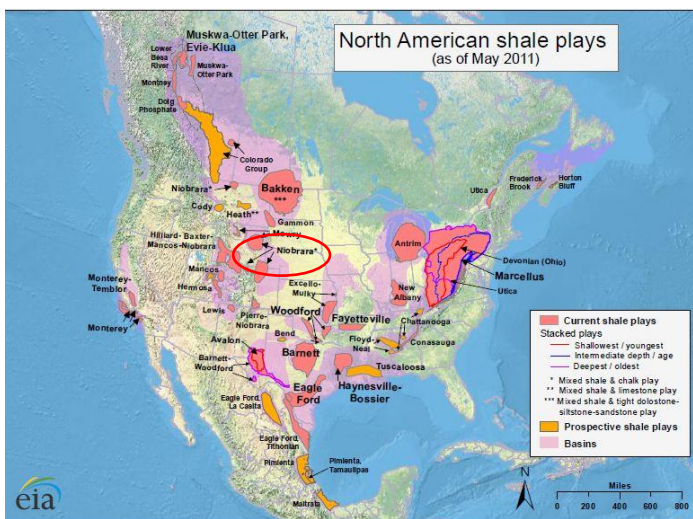 North American shale plays
(as of May 2011)
Muskwa-Otter Park,
Evie-Klua
Lower
Besa
River
Muskwa-
Otter Park
Montney
Doig
Phosphate
Colorado
Group
Niobrara*
Bakken
***
Cody
Heath**
Gammon
Mowry
Hilliard-Baxter-
Mancos-Niobrara
Niobrara*
Mancos
Hermosa
Lewis
Pierre-
Niobrara
Monterey-
Temblor
Monterey
Excello-
Mulky
Woodford
Fayetteville
Bend
Avalon
Barnett-
Woodford
Barnett
Eagle
Ford
Haynesville-
Bossier
Tuscaloosa
Floyd-
Neal
Conasauga
Chattanooga
New
Albany
Antrim
Utica
Frederick
Brook
Horton
Bluff
Devonian (Ohio)
Marcellus
Utica
Eagle Ford,
La Casita
Eagle Ford,
Tithonian
Pimienta
Pimienta,
Tamaulipas
Maltrata
Current shale plays
Stacked plays
Shallowest / youngest
Intermediate depth / age
Deepest / oldest
* Mixed shale & chalk play
** Mixed shale & limestone play
*** Mixed shale & tight dolostone-
siltstone-sandstone play
Prospective shale plays
Basins
N
Miles
0 200 400 600 800
eia